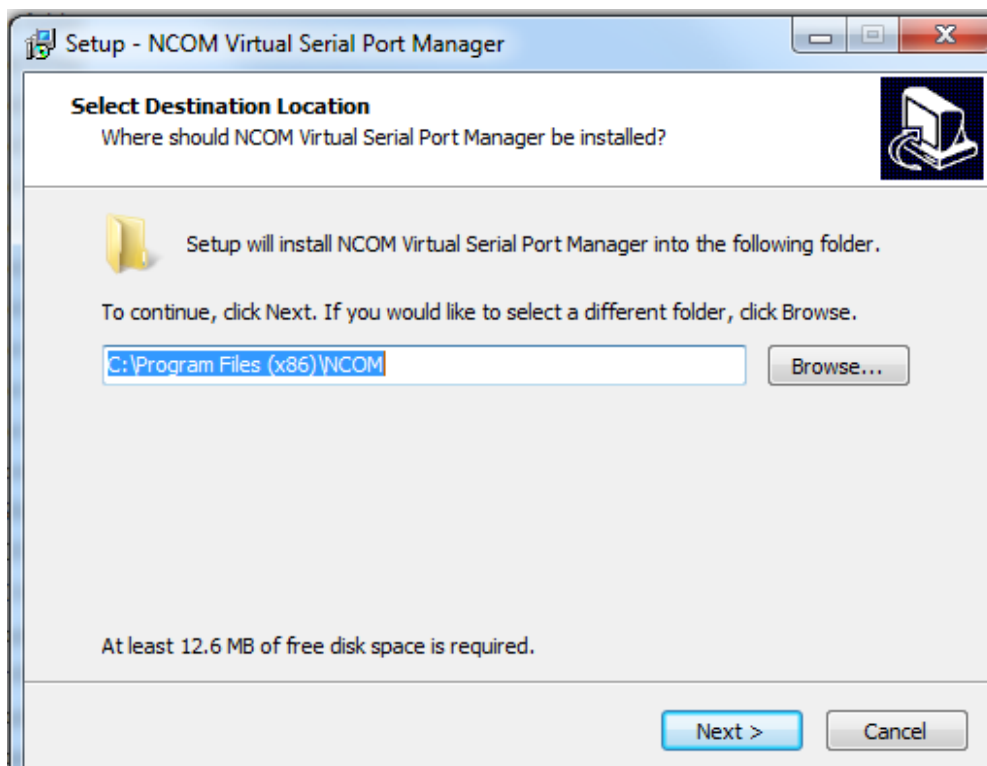 Setup - NCOM Virtual Serial Port Manager
Select Destination Location
Where should NCOM Virtual Serial Port Manager be installed?
Setup will install NCOM Virtual Serial Port Manager into the following folder.
To continue, click Next. If you would like to select a different folder, click Browse.
C:\Program Files (x86)\NCOM
Browse...
At least 12.6 MB of free disk space is required.
Next >
Cancel